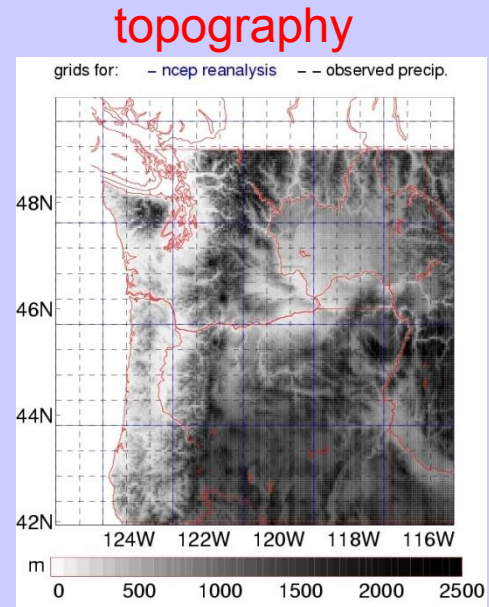 topography
grids for: – ncep reanalysis – – observed precip.
48N
46N
44N
42N
124W 122W 120W 118W 116W
m
0 500 1000 1500 2000 2500